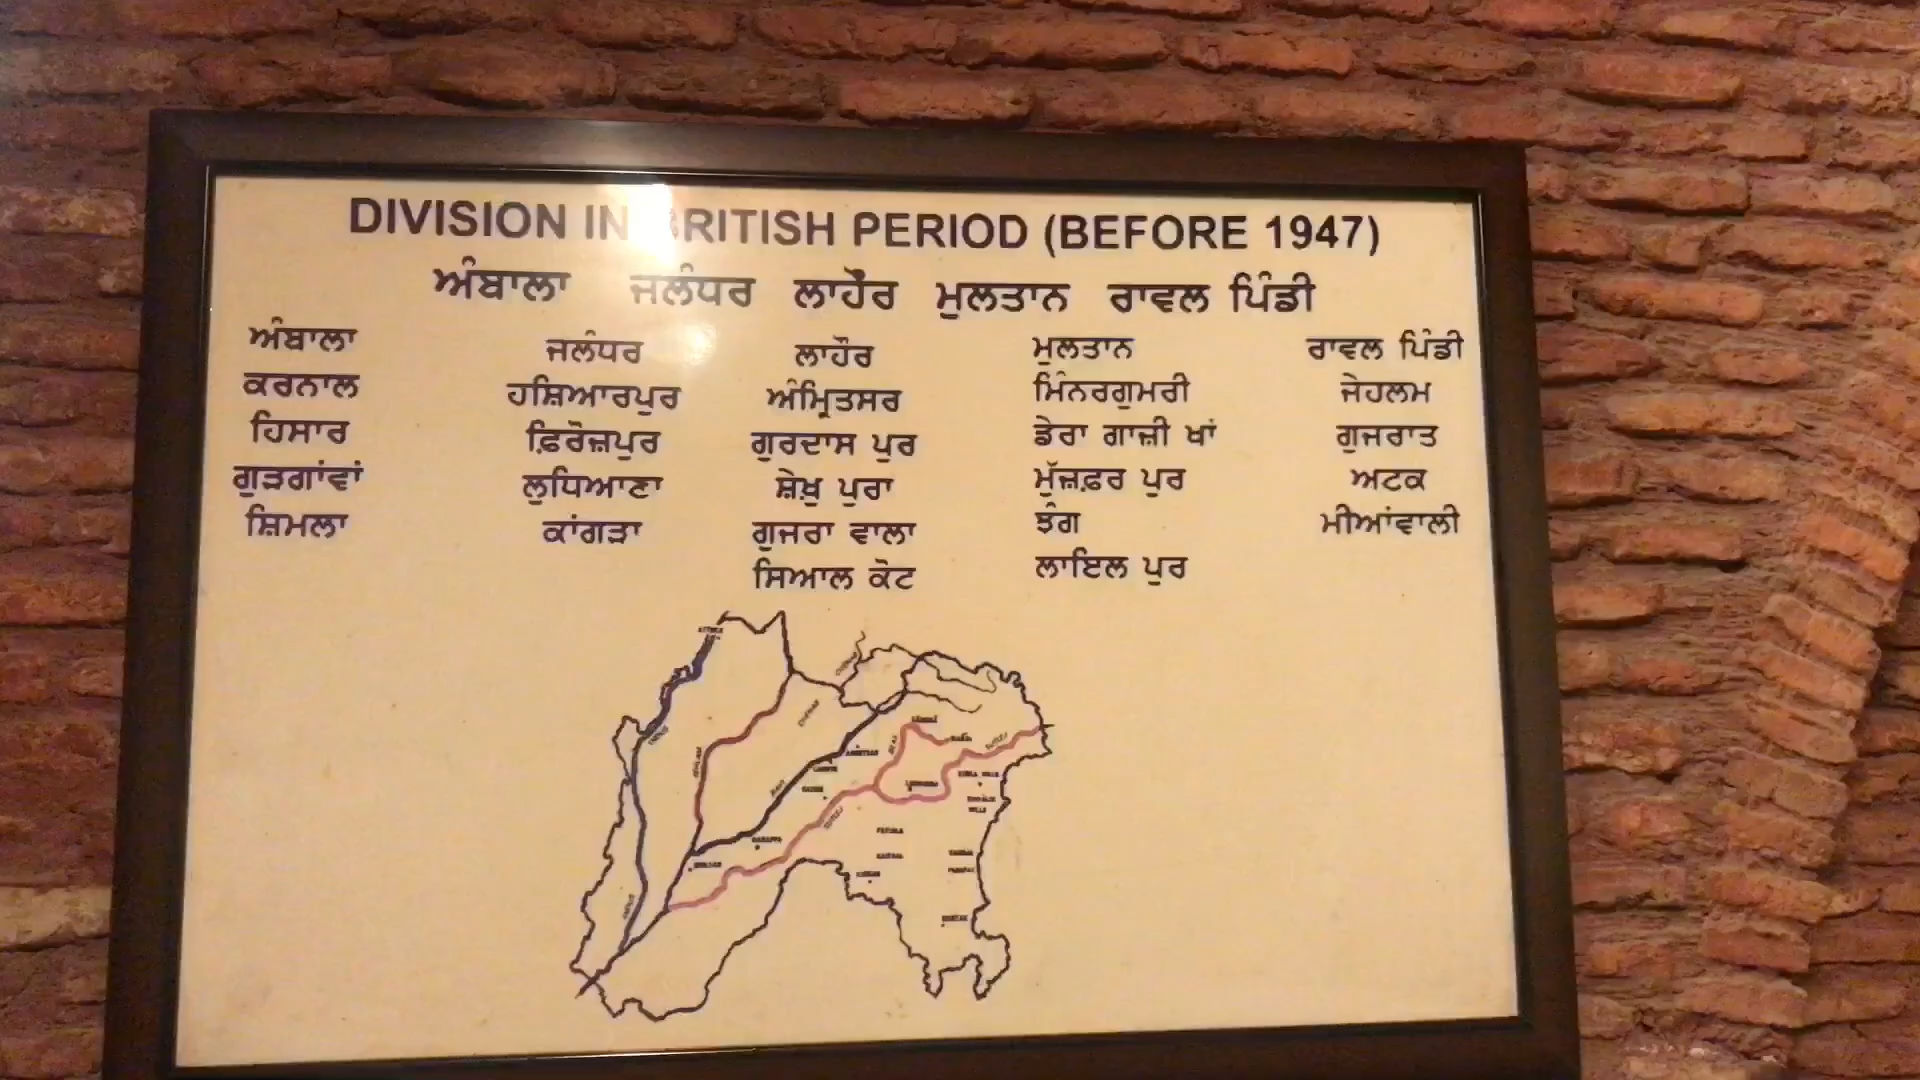 DIVISION IN BRITISH PERIOD (BEFORE 1947)
ਅੰਬਾਲਾ ਜਲੰਧਰ ਲਾਹੌਰ ਮੁਲਤਾਨ ਰਾਵਲ ਪਿੰਡੀ
ਅੰਬਾਲਾ ਜਲੰਧਰ ਲਾਹੌਰ ਮੁਲਤਾਨ ਰਾਵਲ ਪਿੰਡੀ
ਕਰਨਾਲ ਹਸ਼ਿਆਰਪੁਰ ਅੰਮ੍ਰਿਤਸਰ ਮਿੰਨਰਗੁਮਰੀ ਜੇਹਲਮ
ਹਿਸਾਰ ਫ਼ਿਰੋਜ਼ਪੁਰ ਗੁਰਦਾਸ ਪੁਰ ਡੇਰਾ ਗਾਜ਼ੀ ਖਾਂ ਗੁਜਰਾਤ
ਗੁੜਗਾਂਵਾਂ ਲੁਧਿਆਣਾ ਸ਼ੇਖ਼ੁ ਪੁਰਾ ਮੁੱਜ਼ਫ਼ਰ ਪੁਰ ਅਟਕ
ਸ਼ਿਮਲਾ ਕਾਂਗੜਾ ਗੁਜਰਾ ਵਾਲਾ ਝੰਗ ਮੀਆਂਵਾਲੀ
ਸਿਆਲ ਕੋਟ ਲਾਇਲ ਪੁਰ